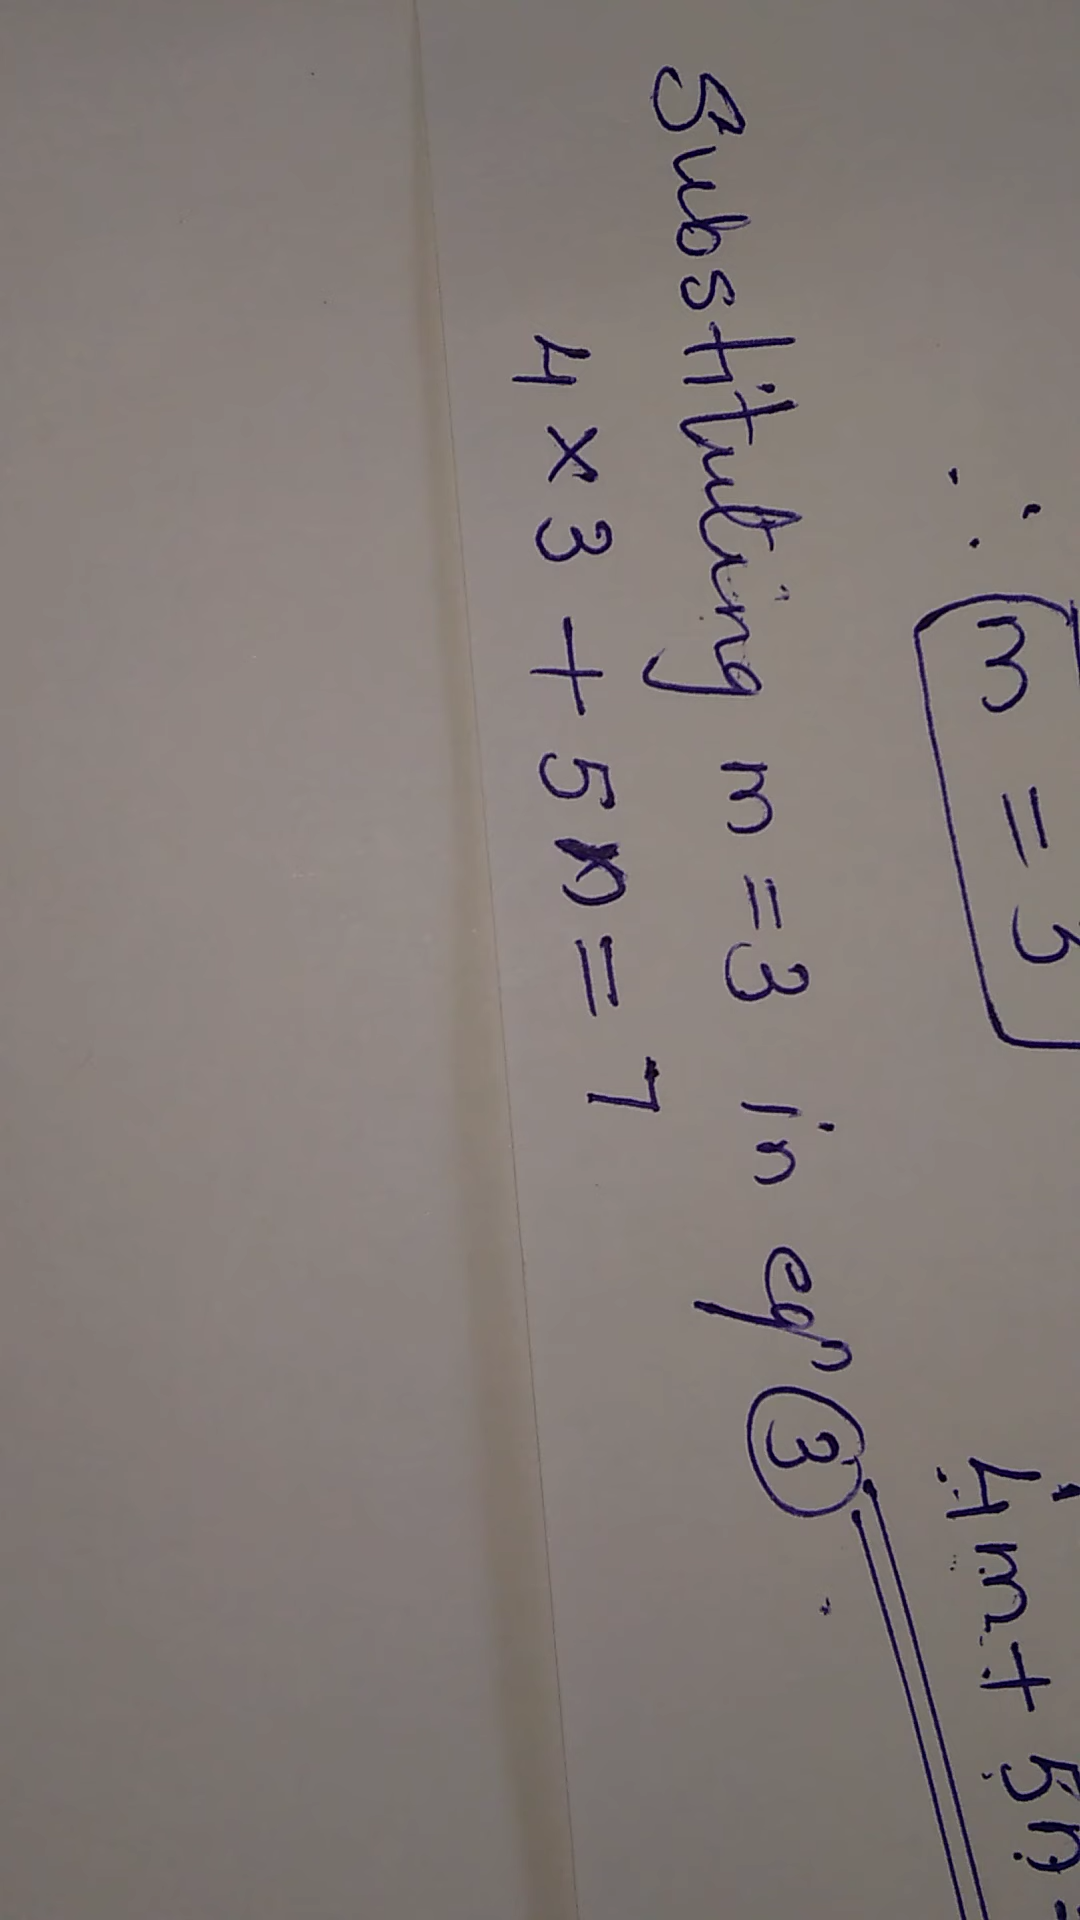 ∴ m = 3
4m + 5n =
Substituting m = 3 in eqn 3
4 × 3 + 5n = 7